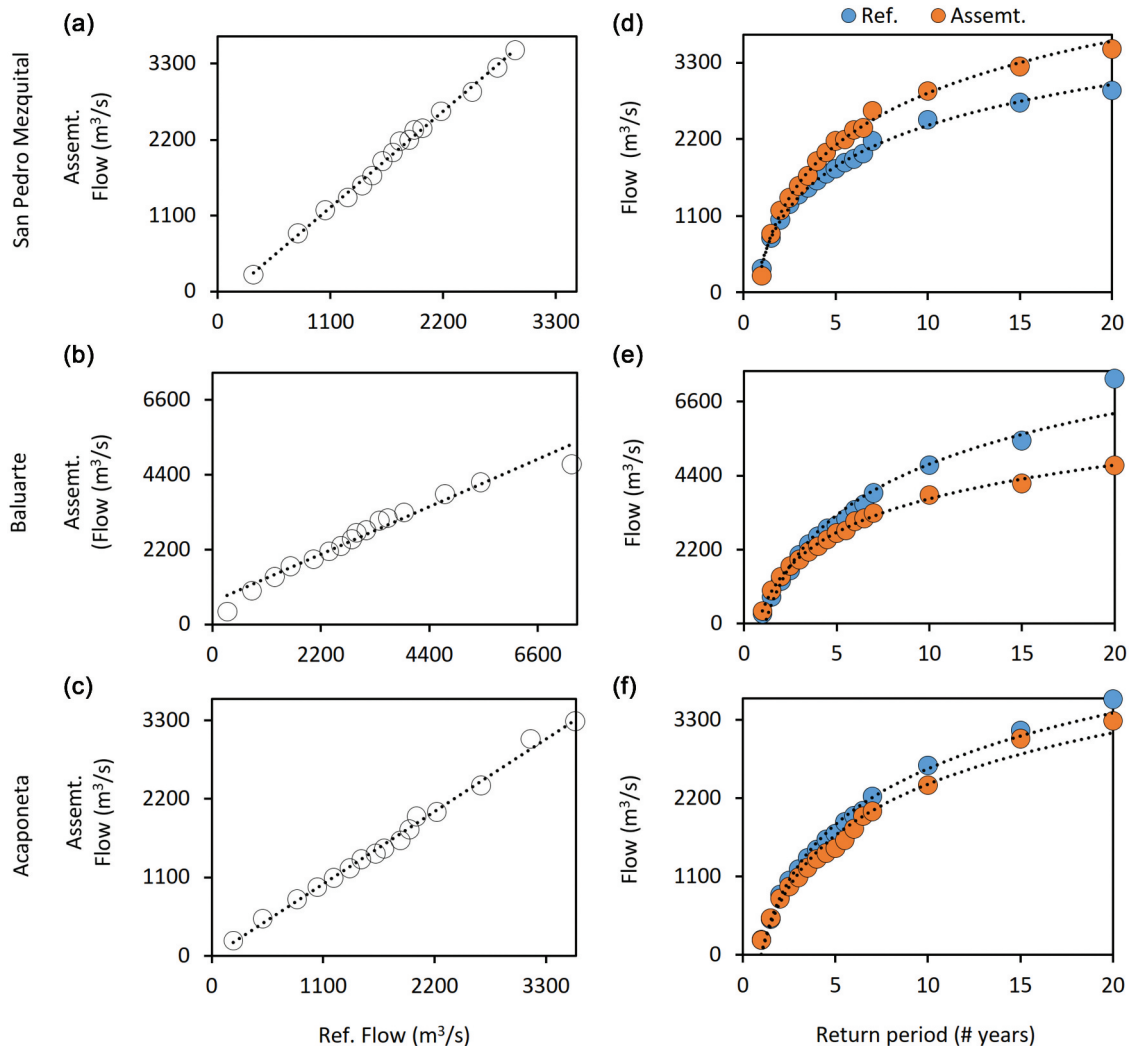 Ref. Assemt.
(a)
San Pedro Mezquital
Assemt.
Flow (m³/s)
3300
2200
1100
0
0 1100 2200 3300
(d)
Flow (m³/s)
3300
2200
1100
0
0 5 10 15 20
(b)
Baluarte
Assemt.
(Flow (m³/s)
6600
4400
2200
0
0 2200 4400 6600
(e)
Flow (m³/s)
6600
4400
2200
0
0 5 10 15 20
(c)
Acaponeta
Assemt.
Flow (m³/s)
3300
2200
1100
0
0 1100 2200 3300
Ref. Flow (m³/s)
(f)
Flow (m³/s)
3300
2200
1100
0
0 5 10 15 20
Return period (# years)